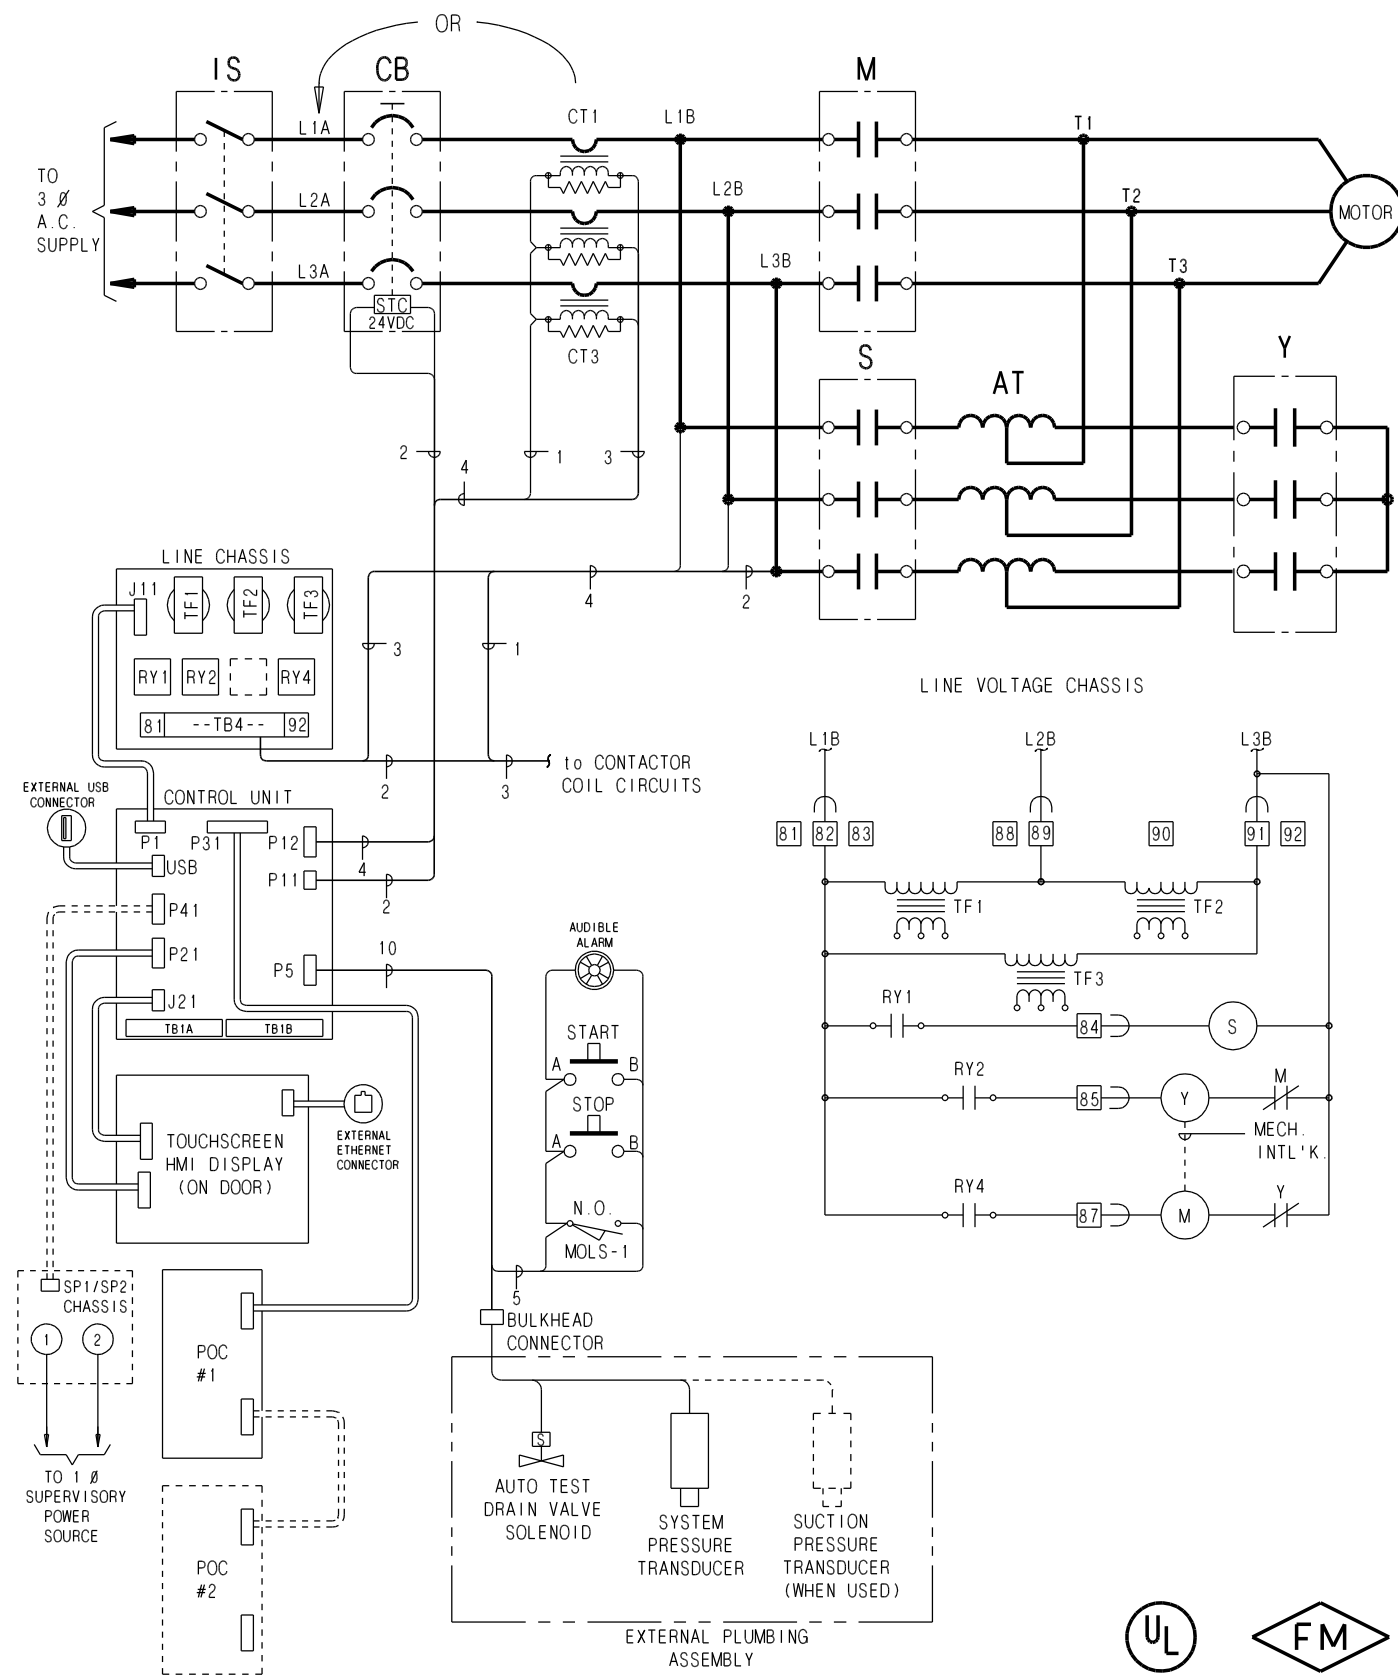 OR
IS
CB
M
L1A
CT1
L1B
T1
TO
3 Ø
A.C.
SUPPLY
L2A
L2B
T2
MOTOR
L3A
L3B
T3
STC
24VDC
CT3
S
AT
Y
2
4
1
3
LINE CHASSIS
J11
TF1
TF2
TF3
4
2
3
1
RY1
RY2
RY4
LINE VOLTAGE CHASSIS
81
--TB4--
92
L1B
L2B
L3B
to CONTACTOR
COIL CIRCUITS
2
3
EXTERNAL USB
CONNECTOR
CONTROL UNIT
P1
P31
P12
81
82
83
88
89
90
91
92
USB
4
P11
2
P41
TF1
TF2
P21
AUDIBLE
ALARM
10
P5
TF3
J21
RY1
84
S
TB1A
TB1B
START
A
B
RY2
85
Y
M
STOP
A
B
MECH.
INTL'K.
TOUCHSCREEN
HMI DISPLAY
(ON DOOR)
EXTERNAL
ETHERNET
CONNECTOR
RY4
87
M
Y
N.O.
MOLS-1
5
SP1/SP2
CHASSIS
1
2
BULKHEAD
CONNECTOR
POC
#1
S
TO 1 Ø
SUPERVISORY
POWER
SOURCE
AUTO TEST
DRAIN VALVE
SOLENOID
SYSTEM
PRESSURE
TRANSDUCER
SUCTION
PRESSURE
TRANSDUCER
(WHEN USED)
POC
#2
EXTERNAL PLUMBING
ASSEMBLY
UL
FM